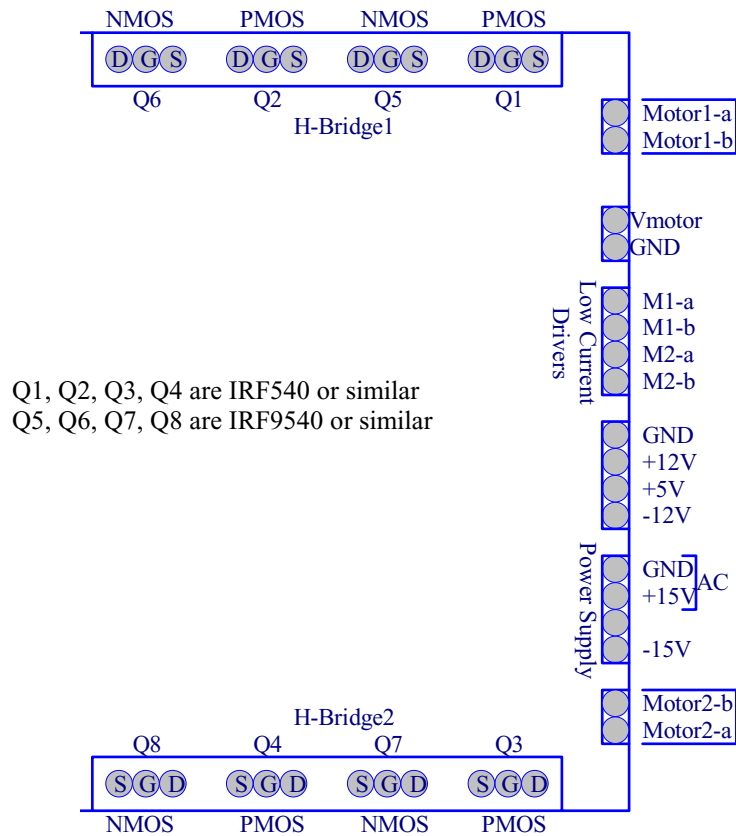 NMOS PMOS NMOS PMOS
D G S D G S D G S D G S
Q6 Q2 Q5 Q1
H-Bridge1
Motor1-a
Motor1-b
Vmotor
GND
Low Current
Drivers
M1-a
M1-b
M2-a
M2-b
Q1, Q2, Q3, Q4 are IRF540 or similar
Q5, Q6, Q7, Q8 are IRF9540 or similar
GND
+12V
+5V
-12V
Power Supply
GND
+15V
AC
-15V
Motor2-b
Motor2-a
H-Bridge2
Q8 Q4 Q7 Q3
S G D S G D S G D S G D
NMOS PMOS NMOS PMOS